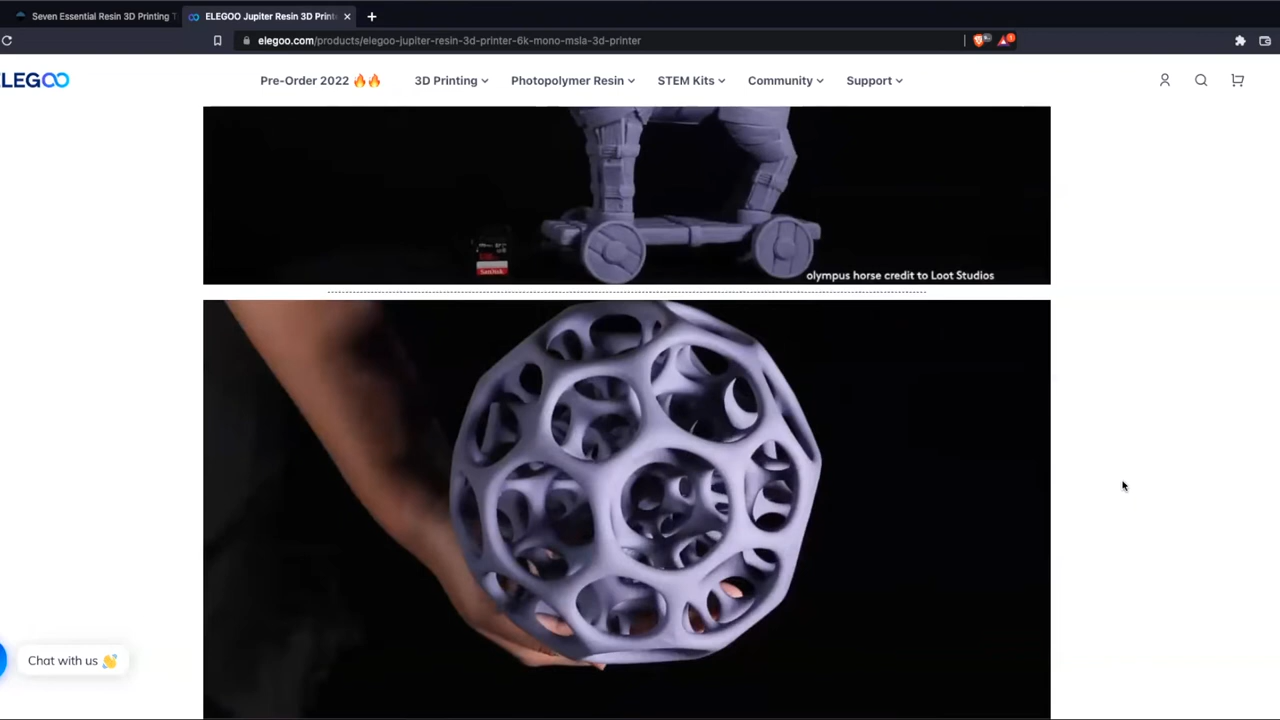 Seven Essential Resin 3D Printing T
ELEGOO Jupiter Resin 3D Print
elegoo.com/products/elegoo-jupiter-resin-3d-printer-6k-mono-msla-3d-printer
ELEGOO
Pre-Order 2022 🔥🔥
3D Printing
Photopolymer Resin
STEM Kits
Community
Support
SanDisk
olympus horse credit to Loot Studios
Chat with us 👋